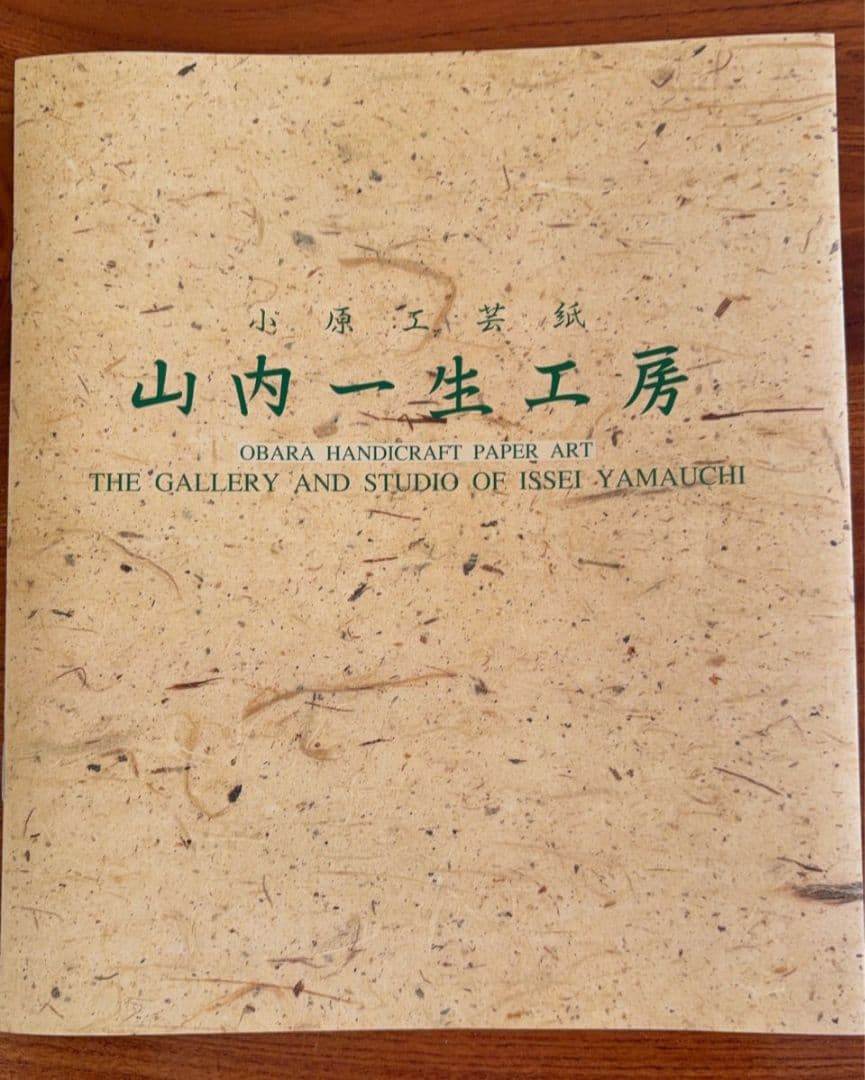 小原工芸紙
山内一生工房
OBARA HANDICRAFT PAPER ART
THE GALLERY AND STUDIO OF ISSEI YAMAUCHI